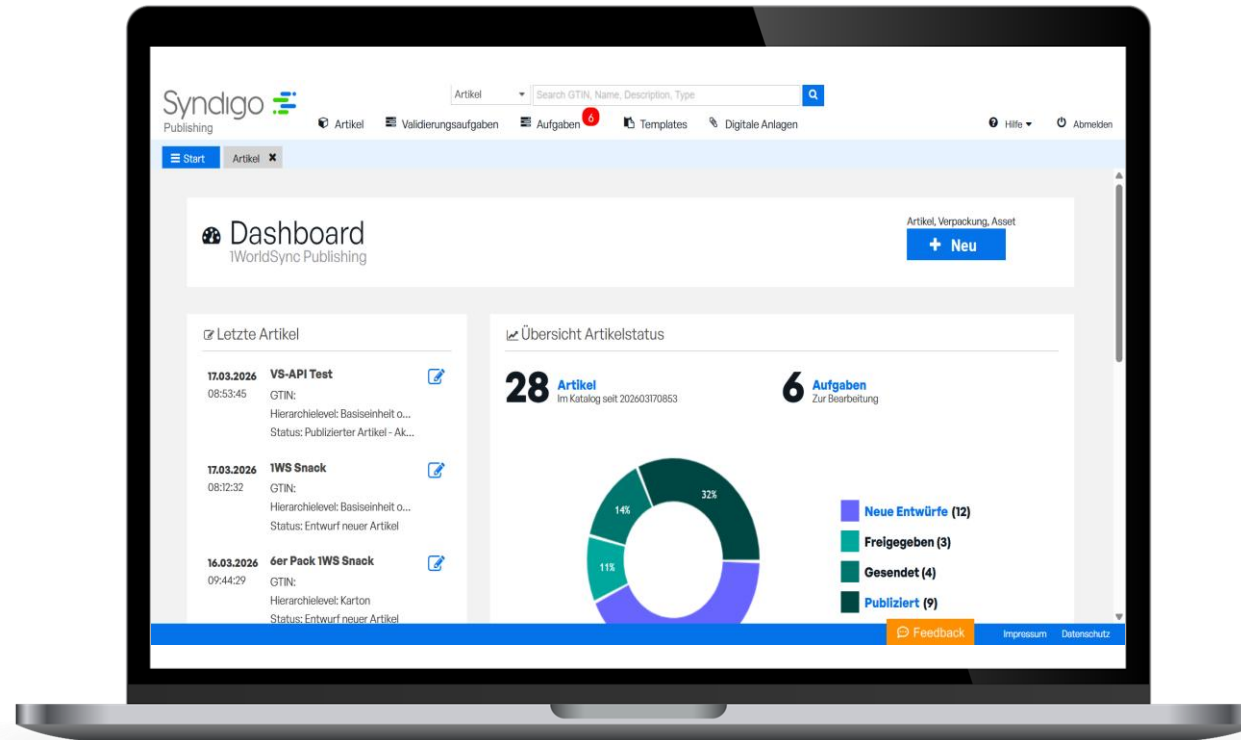 Syndigo
Publishing
Artikel
Search GTIN, Name, Description, Type
Artikel
Validierungsaufgaben
Aufgaben 6
Templates
Digitale Anlagen
Hilfe
Abmelden
Start
Artikel
Dashboard
1WorldSync Publishing
Artikel, Verpackung, Asset
+ Neu
Letzte Artikel
17.03.2026 VS-API Test
08:53:45 GTIN:
Hierarchielevel: Basiseinheit o...
Status: Publizierter Artikel - Ak...
17.03.2026 1WS Snack
08:12:32 GTIN:
Hierarchielevel: Basiseinheit o...
Status: Entwurf neuer Artikel
16.03.2026 6er Pack 1WS Snack
09:44:29 GTIN:
Hierarchielevel: Karton
Status: Entwurf neuer Artikel
Übersicht Artikelstatus
28 Artikel
Im Katalog seit 202603170853
6 Aufgaben
Zur Bearbeitung
32%
14%
11%
Neue Entwürfe (12)
Freigegeben (3)
Gesendet (4)
Publiziert (9)
Feedback
Impressum
Datenschutz